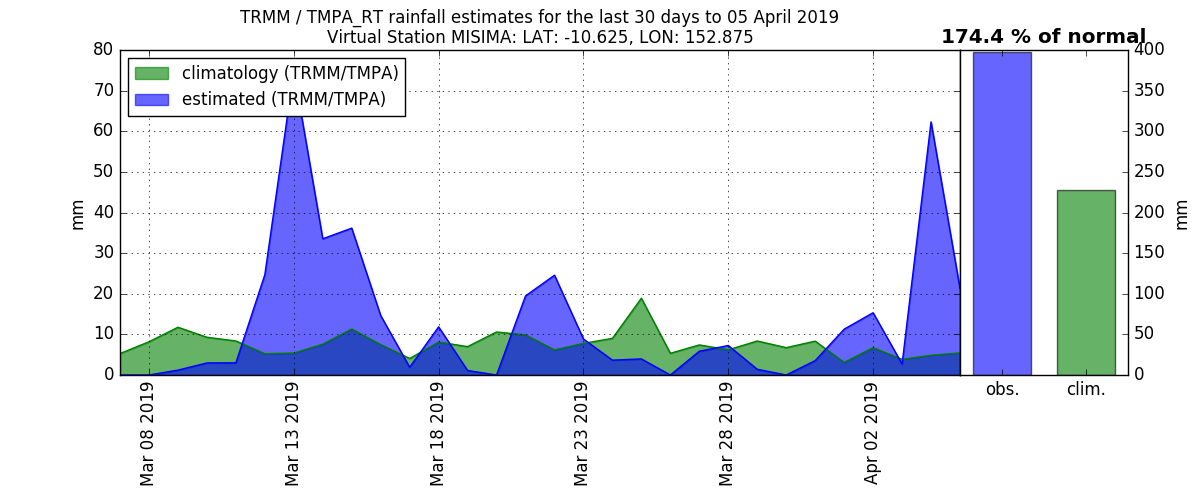 TRMM / TMPA_RT rainfall estimates for the last 30 days to 05 April 2019
Virtual Station MISIMA: LAT: -10.625, LON: 152.875
174.4 % of normal
climatology (TRMM/TMPA)
estimated (TRMM/TMPA)
80
70
60
50
40
30
20
10
0
mm
Mar 08 2019
Mar 13 2019
Mar 18 2019
Mar 23 2019
Mar 28 2019
Apr 02 2019
obs.
clim.
400
350
300
250
200
150
100
50
0
mm